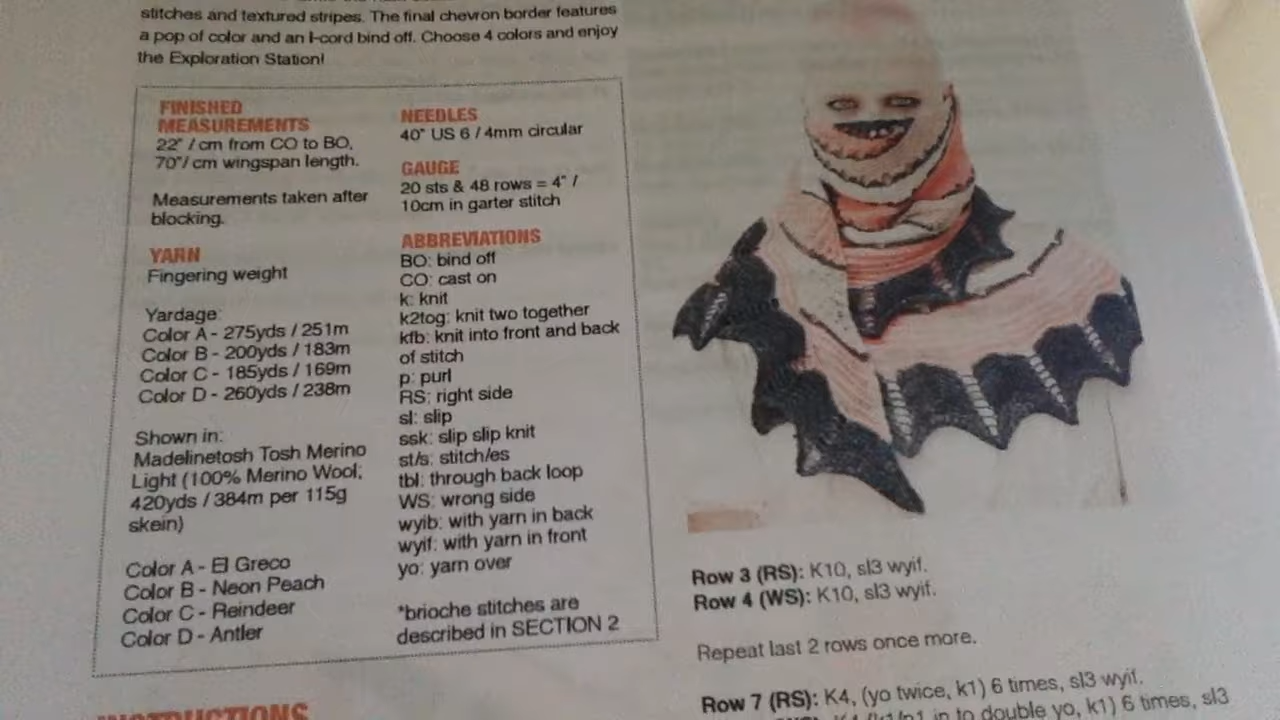 stitches and textured stripes. The final chevron border features
a pop of color and an I-cord bind off. Choose 4 colors and enjoy
the Exploration Station!
FINISHED
MEASUREMENTS
22" / cm from CO to BO,
70"/ cm wingspan length.
Measurements taken after
blocking.
YARN
Fingering weight
Yardage:
Color A - 275yds / 251m
Color B - 200yds / 183m
Color C - 185yds / 169m
Color D - 260yds / 238m
Shown in:
Madelinetosh Tosh Merino
Light (100% Merino Wool;
420yds / 384m per 115g
skein)
Color A - El Greco
Color B - Neon Peach
Color C - Reindeer
Color D - Antler
NEEDLES
40" US 6 / 4mm circular
GAUGE
20 sts & 48 rows = 4" /
10cm in garter stitch
ABBREVIATIONS
BO: bind off
CO: cast on
k: knit
k2tog: knit two together
kfb: knit into front and back
of stitch
p: purl
RS: right side
sl: slip
ssk: slip slip knit
st/s: stitch/es
tbl: through back loop
WS: wrong side
wyib: with yarn in back
wyif: with yarn in front
yo: yarn over
*brioche stitches are
described in SECTION 2
Row 3 (RS): K10, sl3 wyif.
Row 4 (WS): K10, sl3 wyif.
Repeat last 2 rows once more.
Row 7 (RS): K4, (yo twice, k1) 6 times, sl3 wyif.
in to double yo, k1) 6 times, sl3
INSTRUCTIONS